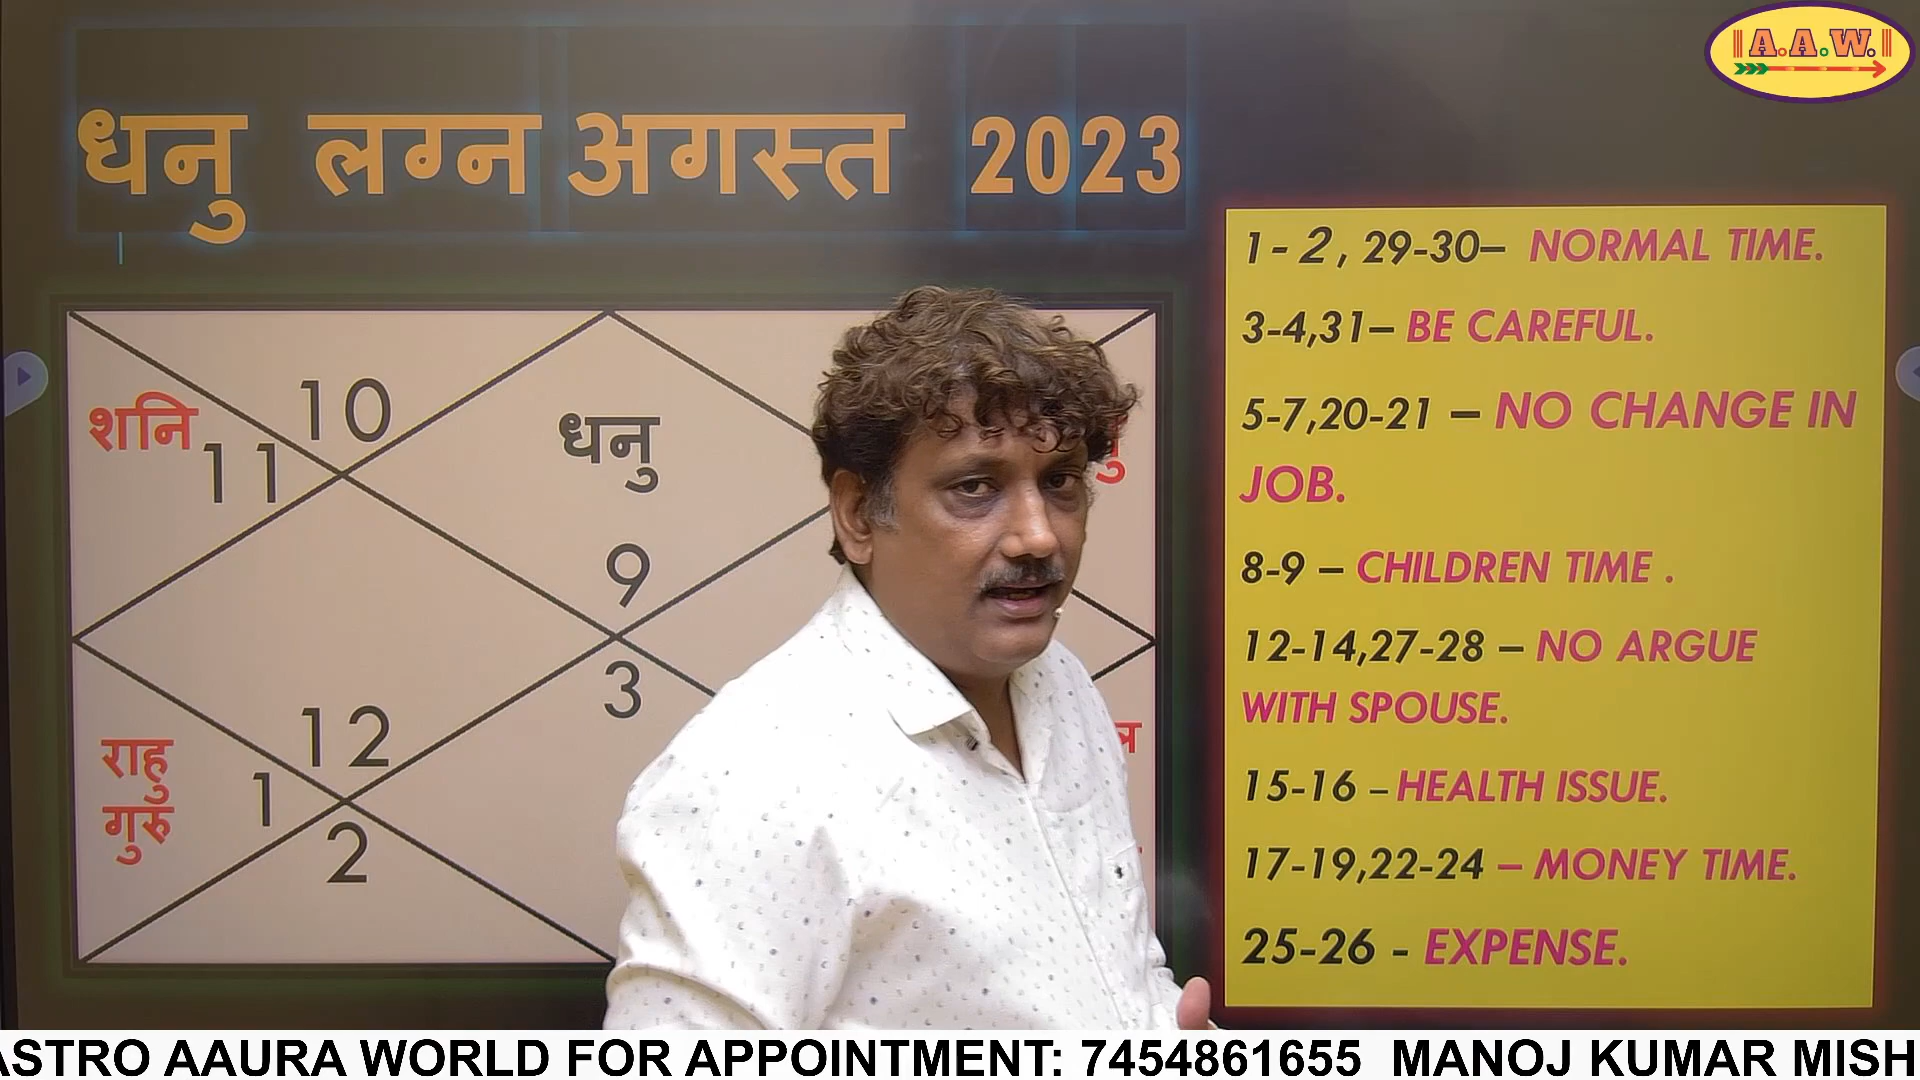 A.A.W.
धनु लग्न अगस्त 2023
1-2, 29-30– NORMAL TIME.
3-4,31– BE CAREFUL.
5-7,20-21 – NO CHANGE IN
JOB.
8-9 – CHILDREN TIME .
12-14,27-28 – NO ARGUE
WITH SPOUSE.
15-16 – HEALTH ISSUE.
17-19,22-24 – MONEY TIME.
25-26 - EXPENSE.
शनि
11
10
धनु
9
3
12
राहु
गुरु
1
2
ASTRO AAURA WORLD FOR APPOINTMENT: 7454861655 MANOJ KUMAR MISH